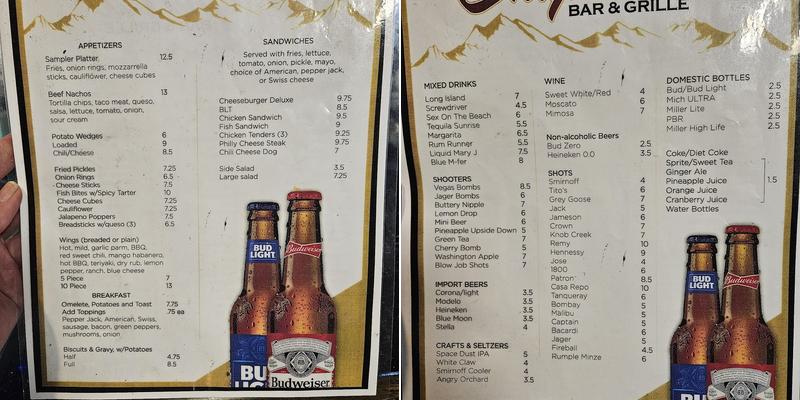 APPETIZERS
Sampler Platter 12.5
Fries, onion rings, mozzarella
sticks, cauliflower, cheese cubes
Beef Nachos 13
Tortilla chips, taco meat, queso,
salsa, lettuce, tomato, onion,
sour cream
Potato Wedges 6
Loaded 9
Chili/Cheese 8.5
Fried Pickles 7.25
Onion Rings 6.5
Cheese Sticks 7.5
Fish Bites w/Spicy Tarter 10
Cheese Cubes 7.25
Cauliflower 7.25
Jalapeno Poppers 7.5
Breadsticks w/queso (3) 6.5
Wings (breaded or plain)
Hot, mild, garlic parm, BBQ,
red sweet chili, mango habanero,
hot BBQ, teriyaki, dry rub, lemon
pepper, ranch, blue cheese
5 Piece 7
10 Piece 13
BREAKFAST
Omelete, Potatoes and Toast 7.75
Add Toppings .75 ea
Pepper Jack, American, Swiss,
sausage, bacon, green peppers,
mushrooms, onion
Biscuits & Gravy, w/Potatoes
Half 4.75
Full 8.5
SANDWICHES
Served with fries, lettuce,
tomato, onion, pickle, mayo,
choice of American, pepper jack,
or Swiss cheese
Cheeseburger Deluxe 9.75
BLT 8.5
Chicken Sandwich 9.5
Fish Sandwich 9
Chicken Tenders (3) 9.25
Philly Cheese Steak 9.75
Chili Cheese Dog 7
Side Salad 3.5
Large salad 7.25
BUD
LIGHT
Budweiser
BUD
LIG
Budweiser
BAR & GRILLE
MIXED DRINKS
Long Island 7
Screwdriver 4.5
Sex On The Beach 6
Tequila Sunrise 5.5
Margarita 6.5
Rum Runner 5.5
Liquid Mary J 7.5
Blue M-fer 8
SHOOTERS
Vegas Bombs 8.5
Jager Bombs 6
Buttery Nipple 7
Lemon Drop 6
Mini Beer 6
Pineapple Upside Down 5
Green Tea 7
Cherry Bomb 5
Washington Apple 7
Blow Job Shots 7
IMPORT BEERS
Corona/light 3.5
Modelo 3.5
Heineken 3.5
Blue Moon 3.5
Stella 4
CRAFTS & SELTZERS
Space Dust IPA 5
White Claw 4
Smirnoff Cooler 4
Angry Orchard 3.5
WINE
Sweet White/Red 4
Moscato 6
Mimosa 7
Non-alcoholic Beers
Bud Zero 2.5
Heineken 0.0 3.5
SHOTS
Smirnoff 4
Tito's 6
Grey Goose 7
Jack 5
Jameson 6
Crown 7
Knob Creek 7
Remy 10
Hennessy 9
Jose 4
1800 6
Patron 8.5
Casa Repo 10
Tanqueray 6
Bombay 5
Malibu 5
Captain 5
Bacardi 6
Jager 5
Fireball 4.5
Rumple Minze 6
DOMESTIC BOTTLES
Bud/Bud Light 2.5
Mich ULTRA 2.5
Miller Lite 2.5
PBR 2.5
Miller High Life 2.5
Coke/Diet Coke
Sprite/Sweet Tea
Ginger Ale
Pineapple Juice 1.5
Orange Juice
Cranberry Juice
Water Bottles
BUD
LIGHT
Budweiser